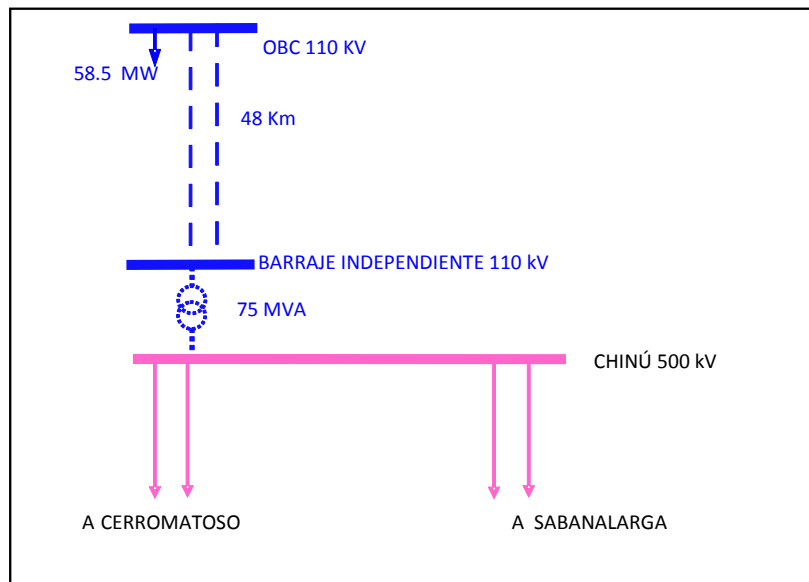 OBC 110 KV
58.5 MW
48 Km
BARRAJE INDEPENDIENTE 110 kV
75 MVA
CHINÚ 500 kV
A CERROMATOSO
A SABANALARGA